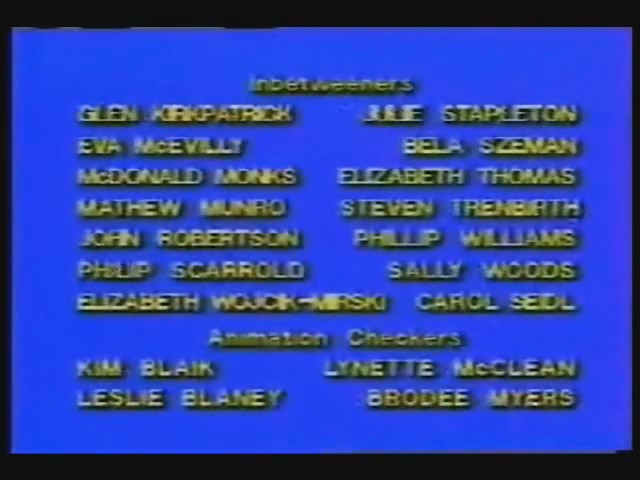 Inbetweeners
GLEN KIRKPATRICK JULIE STAPLETON
EVA McEVILLY BELA SZEMAN
McDONALD MONKS ELIZABETH THOMAS
MATHEW MUNRO STEVEN TRENBIRTH
JOHN ROBERTSON PHILLIP WILLIAMS
PHILIP SCARROLD SALLY WOODS
ELIZABETH WOJCIK-MIRSKI CAROL SEIDL
Animation Checkers
KIM BLAIK LYNETTE McCLEAN
LESLIE BLANEY BRODEE MYERS